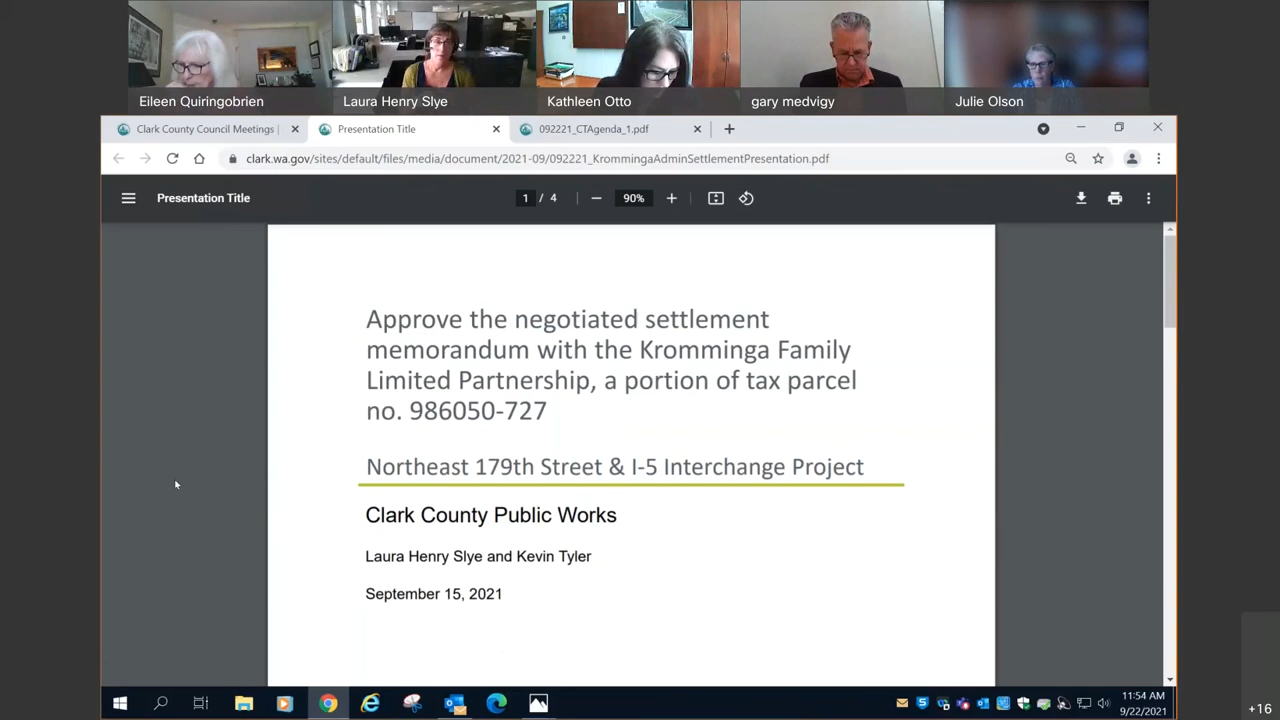 Eileen Quiringobrien
Laura Henry Slye
Kathleen Otto
gary medvigy
Julie Olson
Clark County Council Meetings |
Presentation Title
092221_CTAgenda_1.pdf
clark.wa.gov/sites/default/files/media/document/2021-09/092221_KrommingaAdminSettlementPresentation.pdf
Presentation Title
1 / 4
90%
Approve the negotiated settlement
memorandum with the Kromminga Family
Limited Partnership, a portion of tax parcel
no. 986050-727
Northeast 179th Street & I-5 Interchange Project
Clark County Public Works
Laura Henry Slye and Kevin Tyler
September 15, 2021
11:54 AM
9/22/2021
+16